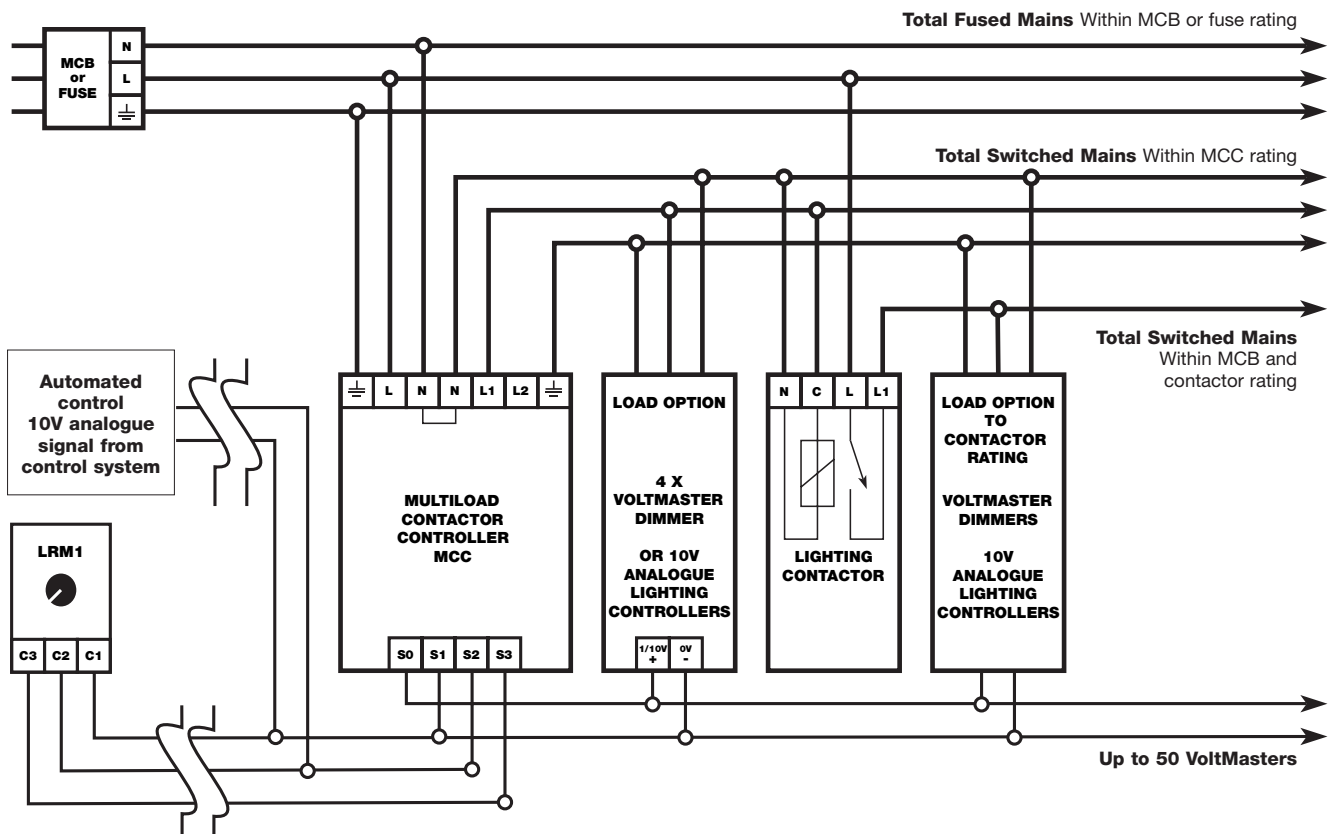 Total Fused Mains Within MCB or fuse rating
MCB
or
FUSE
N
L
Total Switched Mains Within MCC rating
Total Switched Mains
Within MCB and
contactor rating
Automated
control
10V analogue
signal from
control system
L N N L1 L2
MULTILOAD
CONTACTOR
CONTROLLER
MCC
S0 S1 S2 S3
LOAD OPTION
4 X
VOLTMASTER
DIMMER
OR 10V
ANALOGUE
LIGHTING
CONTROLLERS
1/10V 0V
+ -
N C L L1
LIGHTING
CONTACTOR
LOAD OPTION
TO
CONTACTOR
RATING
VOLTMASTER
DIMMERS
10V
ANALOGUE
LIGHTING
CONTROLLERS
LRM1
C3 C2 C1
Up to 50 VoltMasters